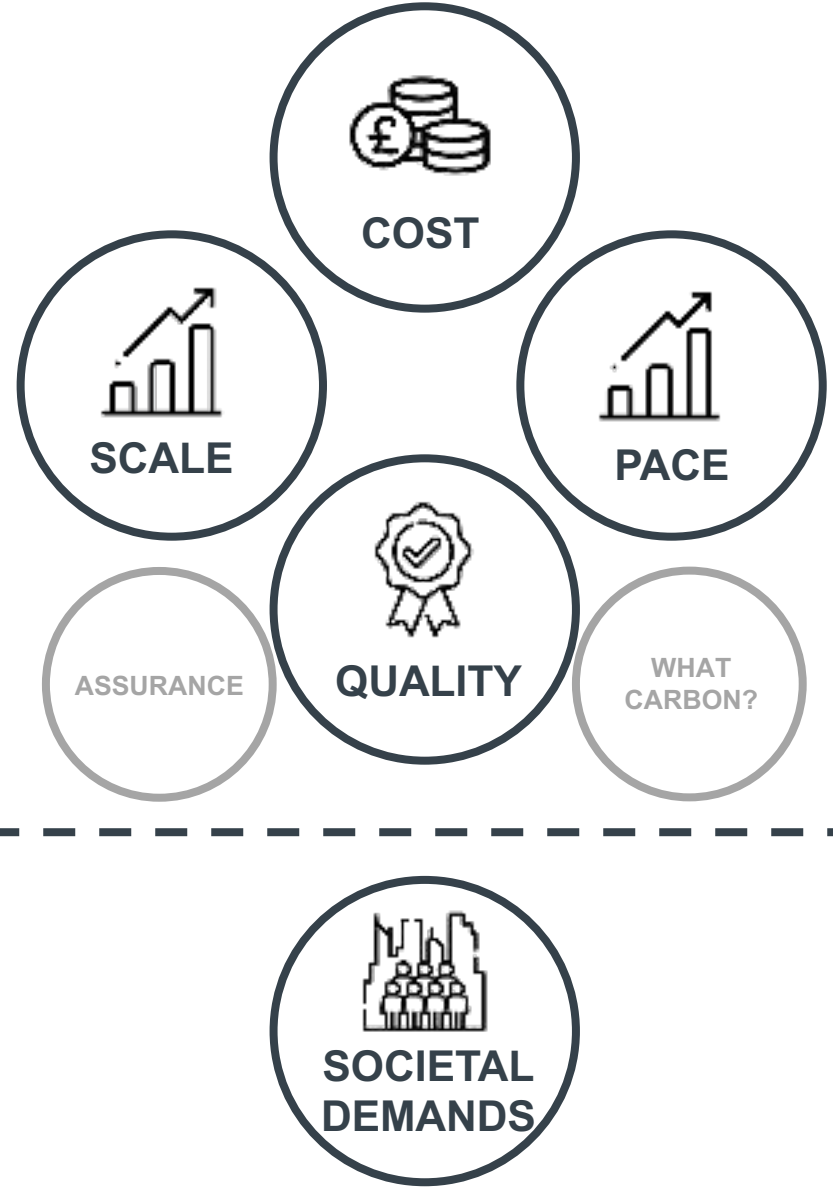 £
COST
SCALE
PACE
QUALITY
ASSURANCE
WHAT
CARBON?
SOCIETAL
DEMANDS